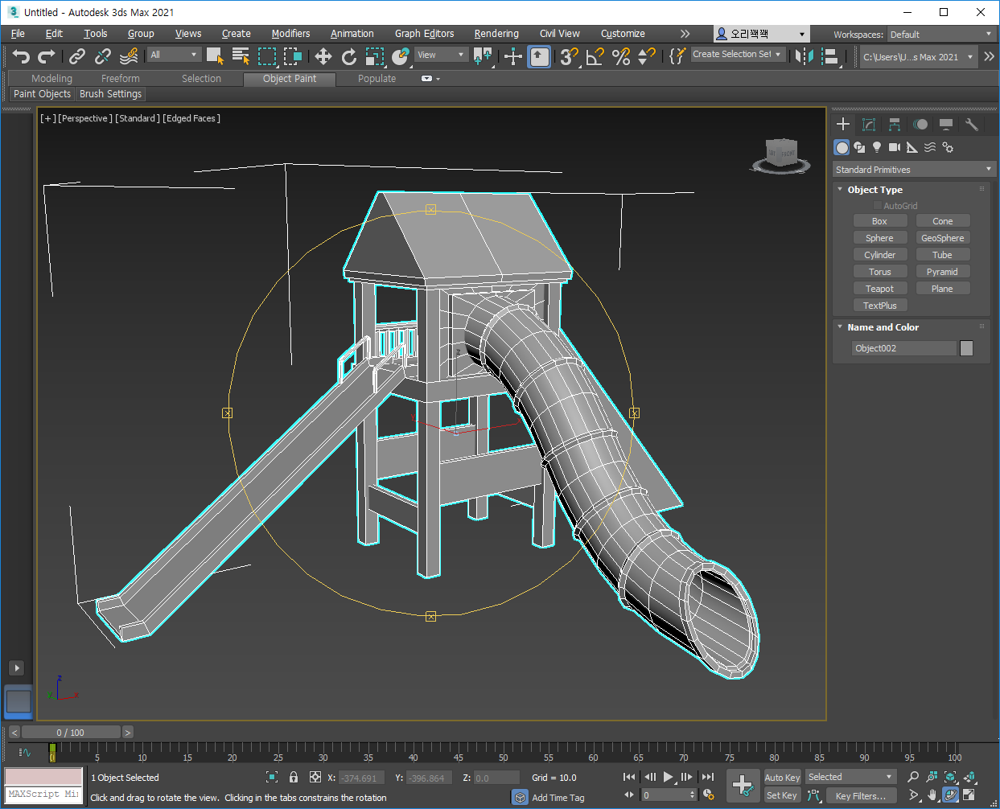 Untitled - Autodesk 3ds Max 2021
File Edit Tools Group Views Create Modifiers Animation Graph Editors Rendering Civil View Customize 오리꽥꽥 Workspaces: Default
All View Create Selection Set C:\Users\U...s Max 2021
Modeling Freeform Selection Object Paint Populate
Paint Objects Brush Settings
[+] [Perspective ] [Standard ] [Edged Faces ]
Standard Primitives
Object Type
AutoGrid
Box Cone
Sphere GeoSphere
Cylinder Tube
Torus Pyramid
Teapot Plane
TextPlus
Name and Color
Object002
z
Y
z
y x
< 0 / 100 >
0 5 10 15 20 25 30 35 40 45 50 55 60 65 70 75 80 85 90 95 100
1 Object Selected X: -374.691 Y: -396.864 Z: 0.0 Grid = 10.0 Auto Key Selected
MAXScript Mi Click and drag to rotate the view. Clicking in the tabs constrains the rotation Add Time Tag 0 Set Key Key Filters...